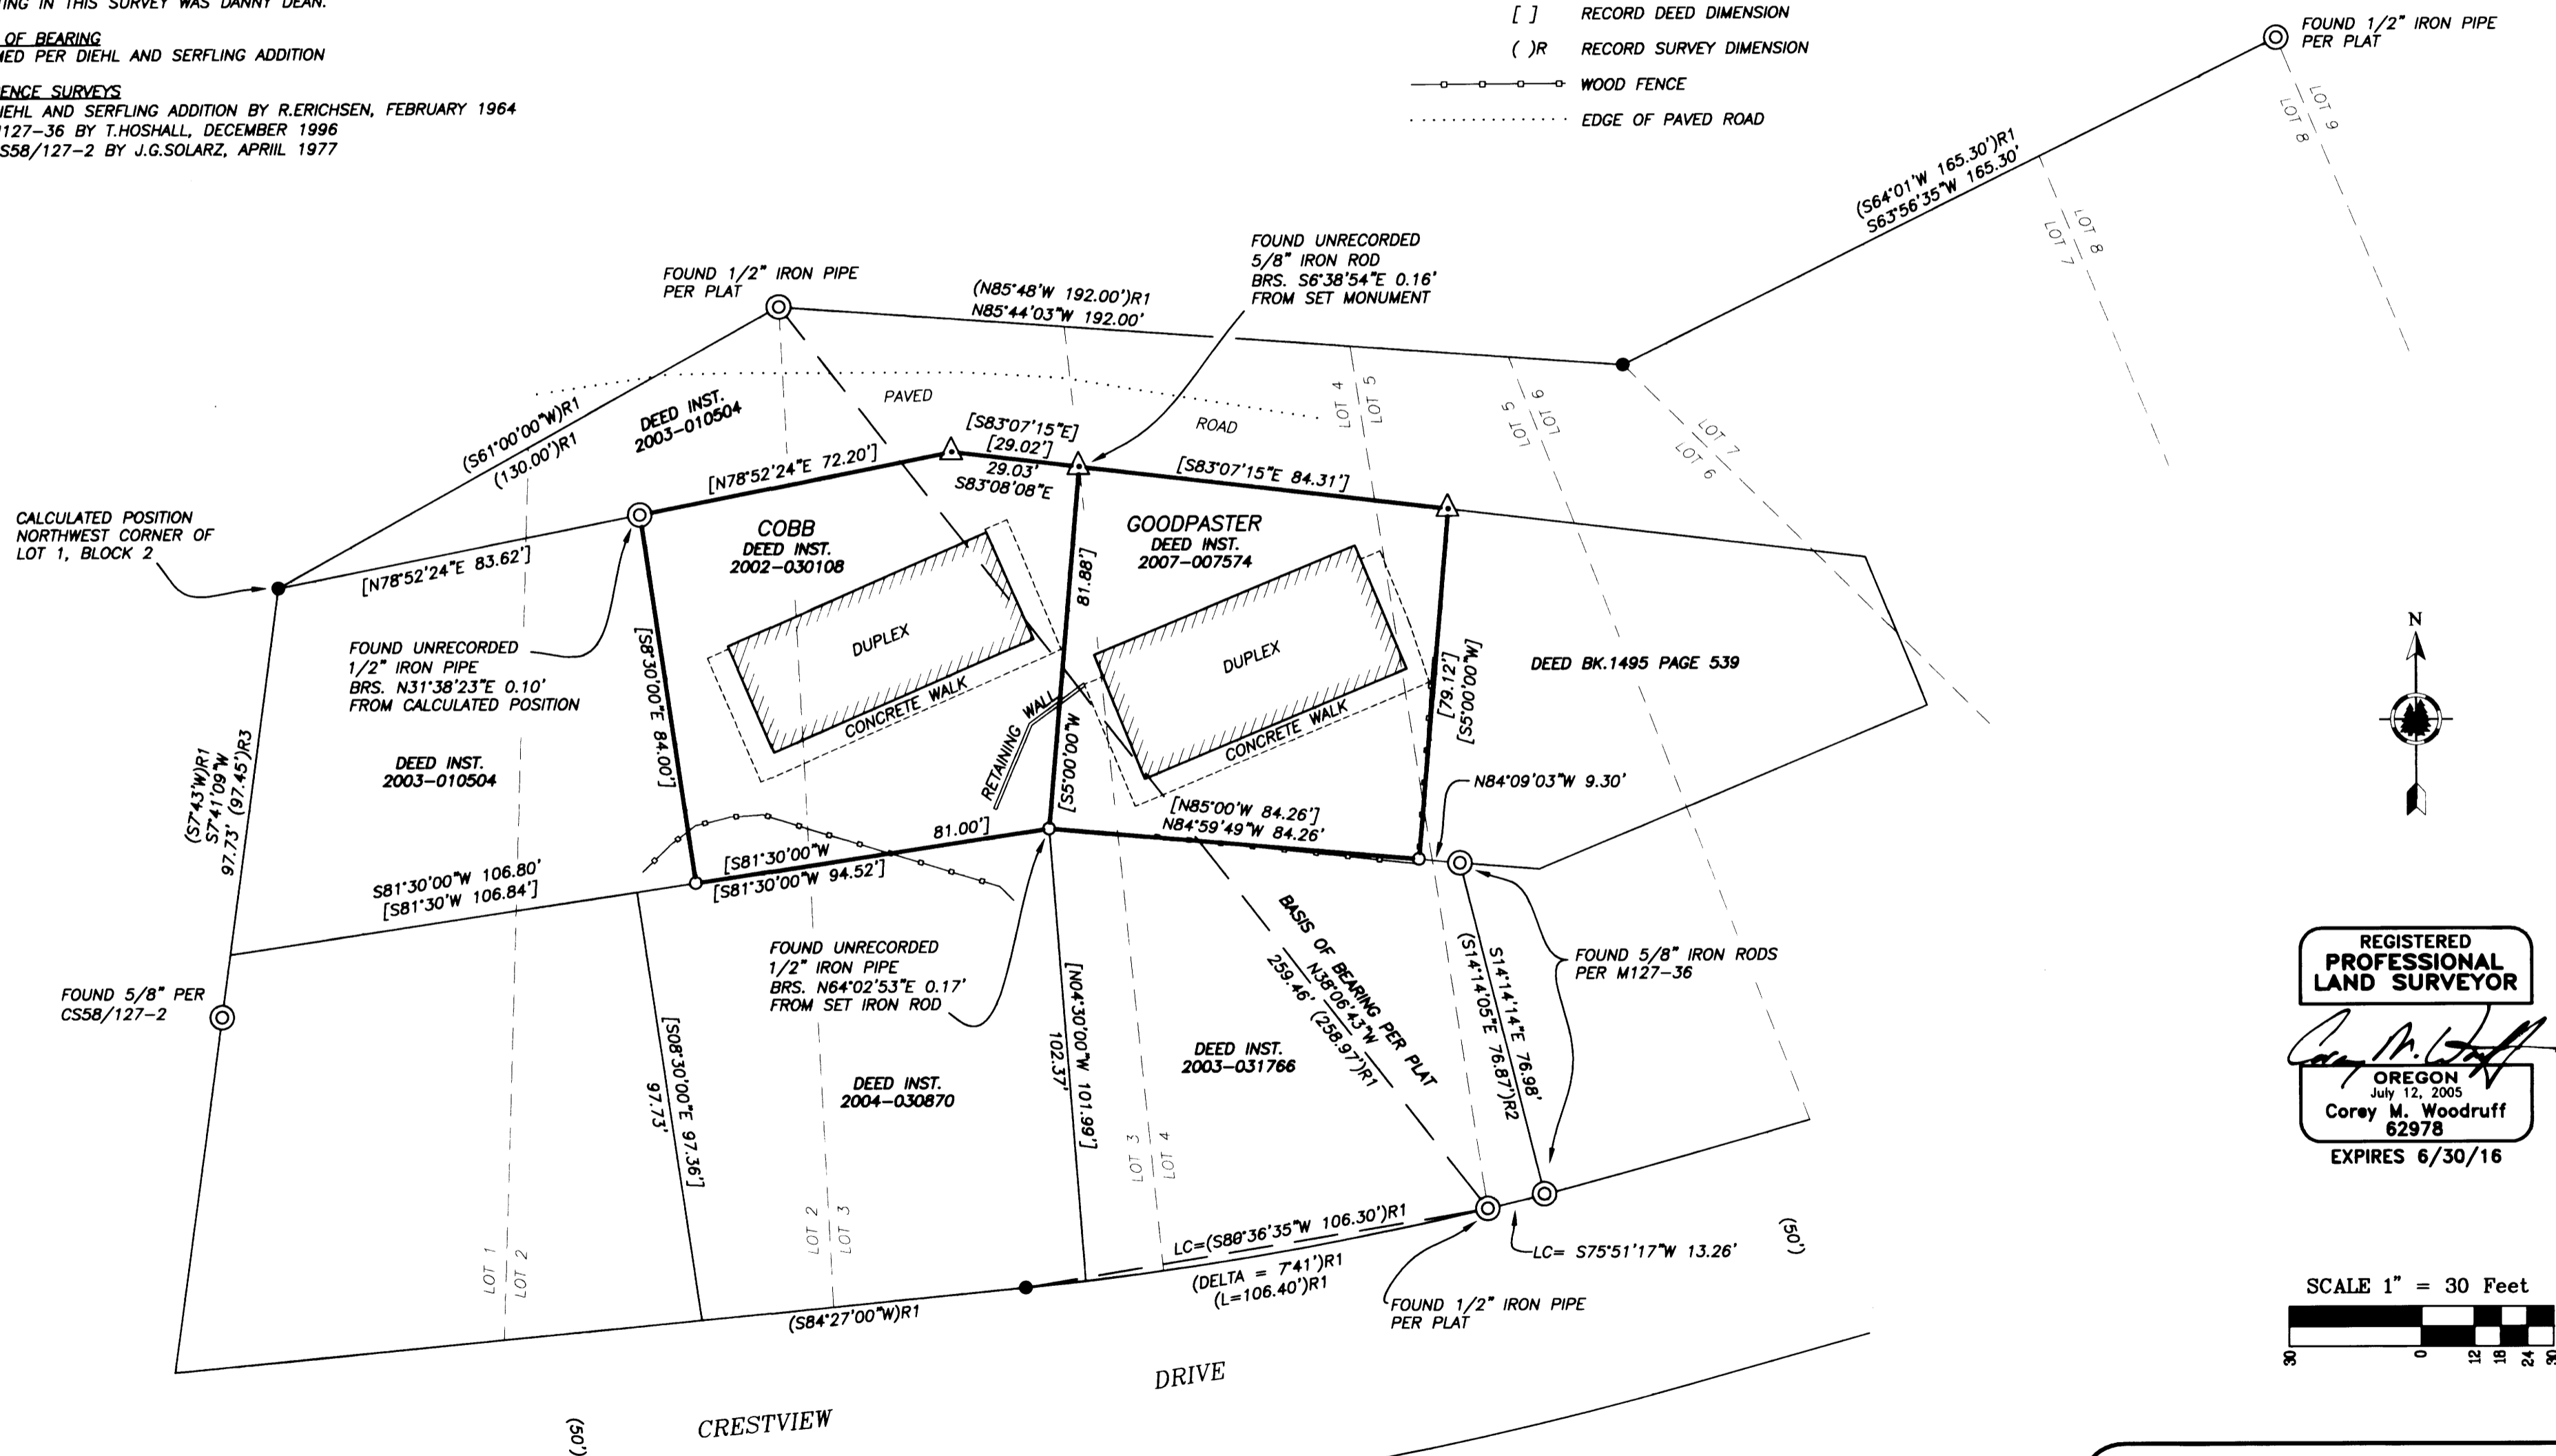 TING IN THIS SURVEY WAS DANNY DEAN.
OF BEARING
MED PER DIEHL AND SERFLING ADDITION
ENCE SURVEYS
IEHL AND SERFLING ADDITION BY R.ERICHSEN, FEBRUARY 1964
127-36 BY T.HOSHALL, DECEMBER 1996
S58/127-2 BY J.G.SOLARZ, APRIIL 1977
[ ] RECORD DEED DIMENSION
( )R RECORD SURVEY DIMENSION
WOOD FENCE
EDGE OF PAVED ROAD
FOUND 1/2" IRON PIPE
PER PLAT
LOT 9
LOT 8
(S64°01'W 165.30')R1
S63°56'35"W 165.30'
LOT 8
LOT 7
FOUND UNRECORDED
5/8" IRON ROD
BRS. S6°38'54"E 0.16'
FROM SET MONUMENT
FOUND 1/2" IRON PIPE
PER PLAT
(N85°48'W 192.00')R1
N85°44'03"W 192.00'
LOT 4
LOT 5
LOT 6
LOT 5
LOT 7
LOT 6
PAVED
ROAD
DEED INST.
2003-010504
(S61°00'00"W)R1
(130.00')R1
[S83°07'15"E]
[29.02']
29.03'
S83°08'08"E
[N78°52'24"E 72.20']
[S83°07'15"E 84.31']
CALCULATED POSITION
NORTHWEST CORNER OF
LOT 1, BLOCK 2
[N78°52'24"E 83.62']
COBB
DEED INST.
2002-030108
GOODPASTER
DEED INST.
2007-007574
81.88']
[S5°00'00"W
DUPLEX
CONCRETE WALK
DUPLEX
CONCRETE WALK
RETAINING WALL
[S8°30'00"E 84.00']
[79.12']
[S5°00'00"W]
DEED BK.1495 PAGE 539
N
FOUND UNRECORDED
1/2" IRON PIPE
BRS. N31°38'23"E 0.10'
FROM CALCULATED POSITION
DEED INST.
2003-010504
(S7°43'W)R1
S7°41'09"W
97.73' (97.45')R3
N84°09'03"W 9.30'
[N85°00'W 84.26']
N84°59'49"W 84.26'
81.00']
[S81°30'00"W
[S81°30'00"W 94.52']
S81°30'00"W 106.80'
[S81°30'W 106.84']
FOUND UNRECORDED
1/2" IRON PIPE
BRS. N64°02'53"E 0.17'
FROM SET IRON ROD
BASIS OF BEARING PER PLAT
N38°06'43"W
259.46' (258.97')R1
S14°14'14"E 76.98'
(S14°14'05"E 76.87')R2
FOUND 5/8" IRON RODS
PER M127-36
FOUND 5/8" PER
CS58/127-2
[S08°30'00"E 97.36']
97.73'
[N04°30'00"W 101.99']
102.37'
DEED INST.
2004-030870
DEED INST.
2003-031766
LOT 1
LOT 2
LOT 2
LOT 3
LOT 3
LOT 4
LC=(S80°36'35"W 106.30')R1
(DELTA = 7°41')R1
(L=106.40')R1
LC= S75°51'17"W 13.26'
FOUND 1/2" IRON PIPE
PER PLAT
(50')
(S84°27'00"W)R1
CRESTVIEW
DRIVE
(50')
REGISTERED
PROFESSIONAL
LAND SURVEYOR
OREGON
July 12, 2005
Corey M. Woodruff
62978
EXPIRES 6/30/16
SCALE 1" = 30 Feet
30 0 12 18 24 30